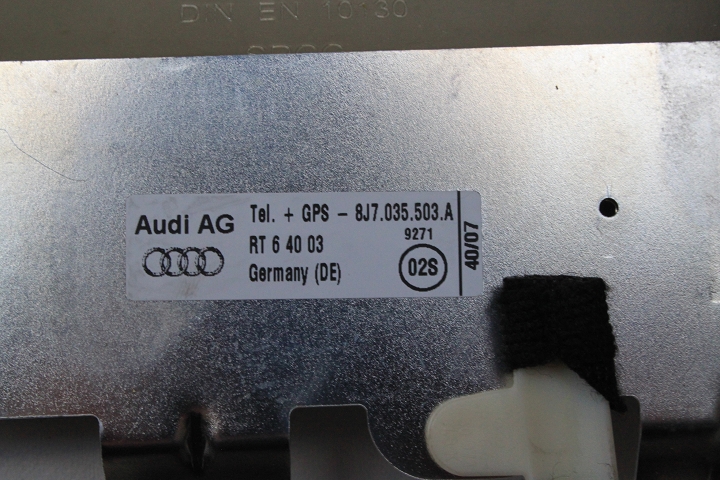 DIN EN 10130
Audi AG
Tel. + GPS - 8J7.035.503.A
RT 6 40 03
9271
Germany (DE)
02S
40/07